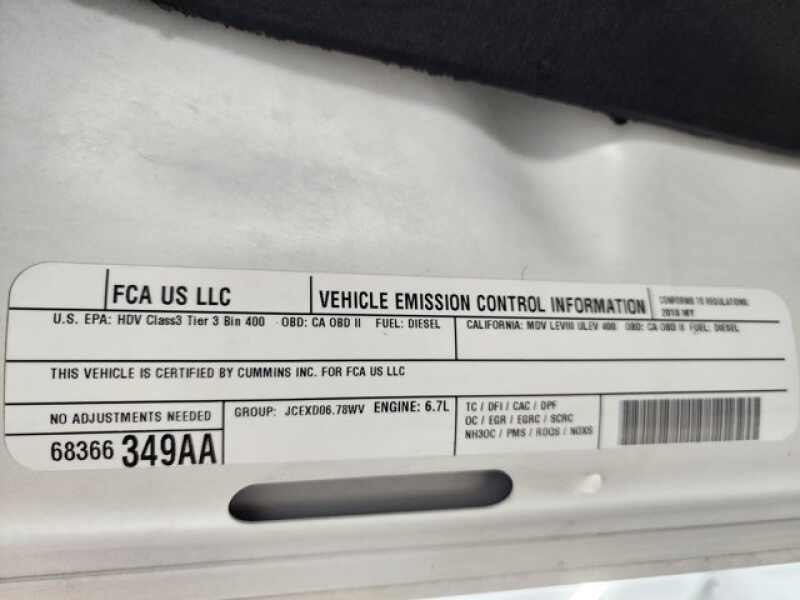 FCA US LLC
VEHICLE EMISSION CONTROL INFORMATION
CONFORMS TO REGULATIONS:
2018 MY
U.S. EPA: HDV Class3 Tier 3 Bin 400 OBD: CA OBD II FUEL: DIESEL
CALIFORNIA: MDV LEVIII ULEV 400 OBD: CA OBD II FUEL: DIESEL
THIS VEHICLE IS CERTIFIED BY CUMMINS INC. FOR FCA US LLC
NO ADJUSTMENTS NEEDED
68366 349AA
GROUP: JCEXD06.78WV ENGINE: 6.7L
TC / DFI / CAC / DPF
OC / EGR / EGRC / SCRC
NH3OC / PMS / RDQS / NOXS